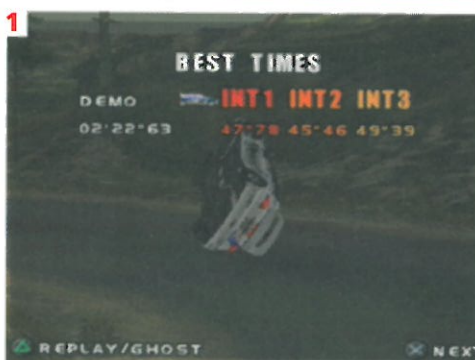 1
BEST TIMES
DEMO INT1 INT2 INT3
02'22"63 47"78 45"46 49"39
REPLAY/GHOST NEXT